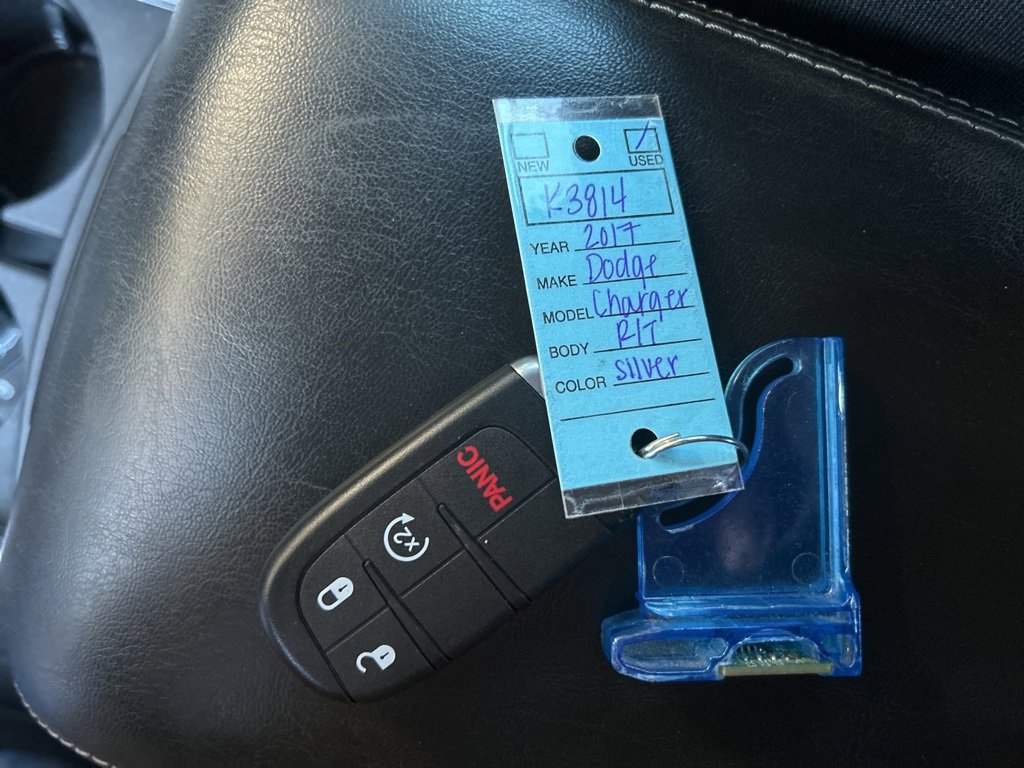 NEW USED
K3814
YEAR 2017
MAKE Dodge
MODEL Charger
BODY R/T
COLOR silver
PANIC
x2